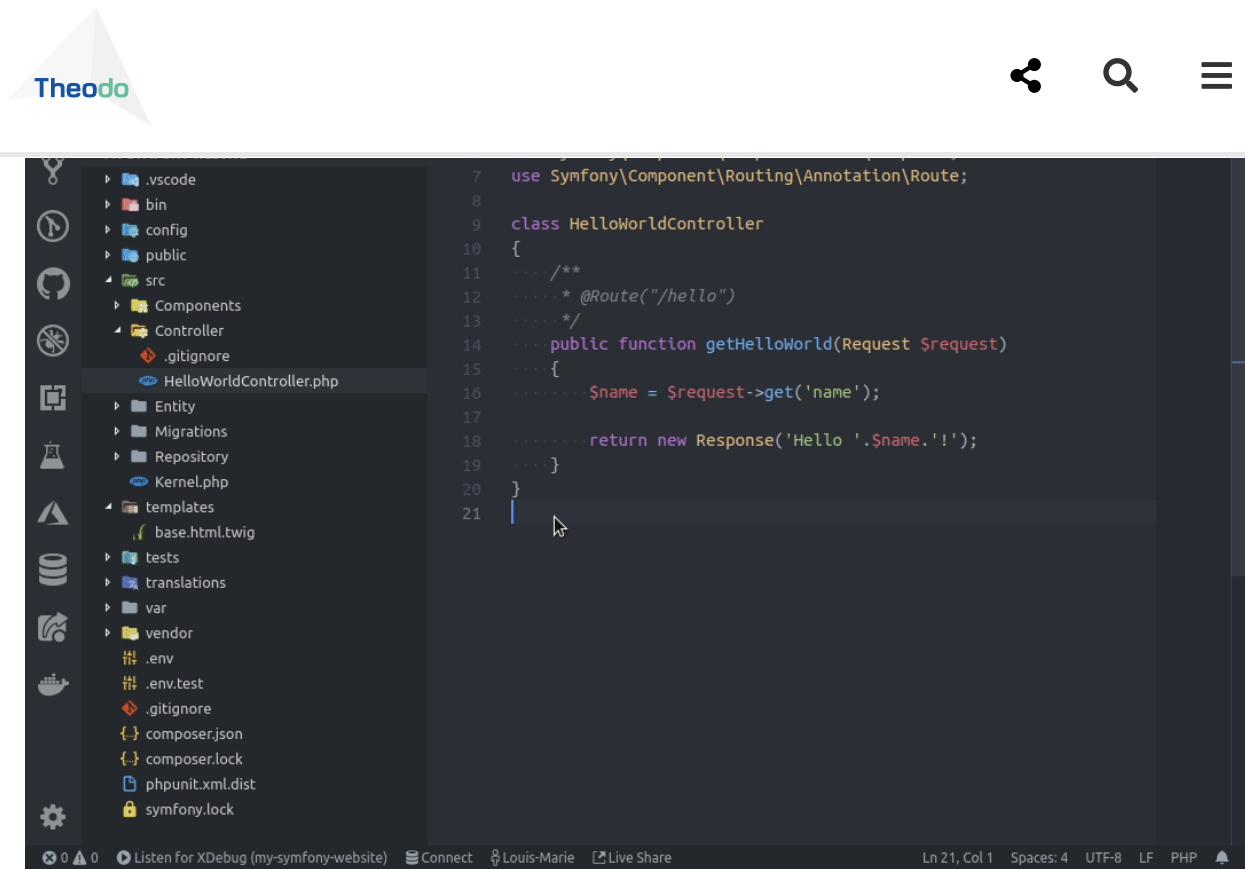 Theodo
.vscode
bin
config
public
src
Components
Controller
.gitignore
HelloWorldController.php
Entity
Migrations
Repository
Kernel.php
templates
base.html.twig
tests
translations
var
vendor
.env
.env.test
.gitignore
composer.json
composer.lock
phpunit.xml.dist
symfony.lock
7 use Symfony\Component\Routing\Annotation\Route;
8
9 class HelloWorldController
10 {
11 ····/**
12 ·····* @Route("/hello")
13 ·····*/
14 ····public function getHelloWorld(Request $request)
15 ····{
16 ········$name = $request->get('name');
17
18 ········return new Response('Hello '.$name.'!');
19 ····}
20 }
21
0 0 Listen for XDebug (my-symfony-website) Connect Louis-Marie Live Share Ln 21, Col 1 Spaces: 4 UTF-8 LF PHP